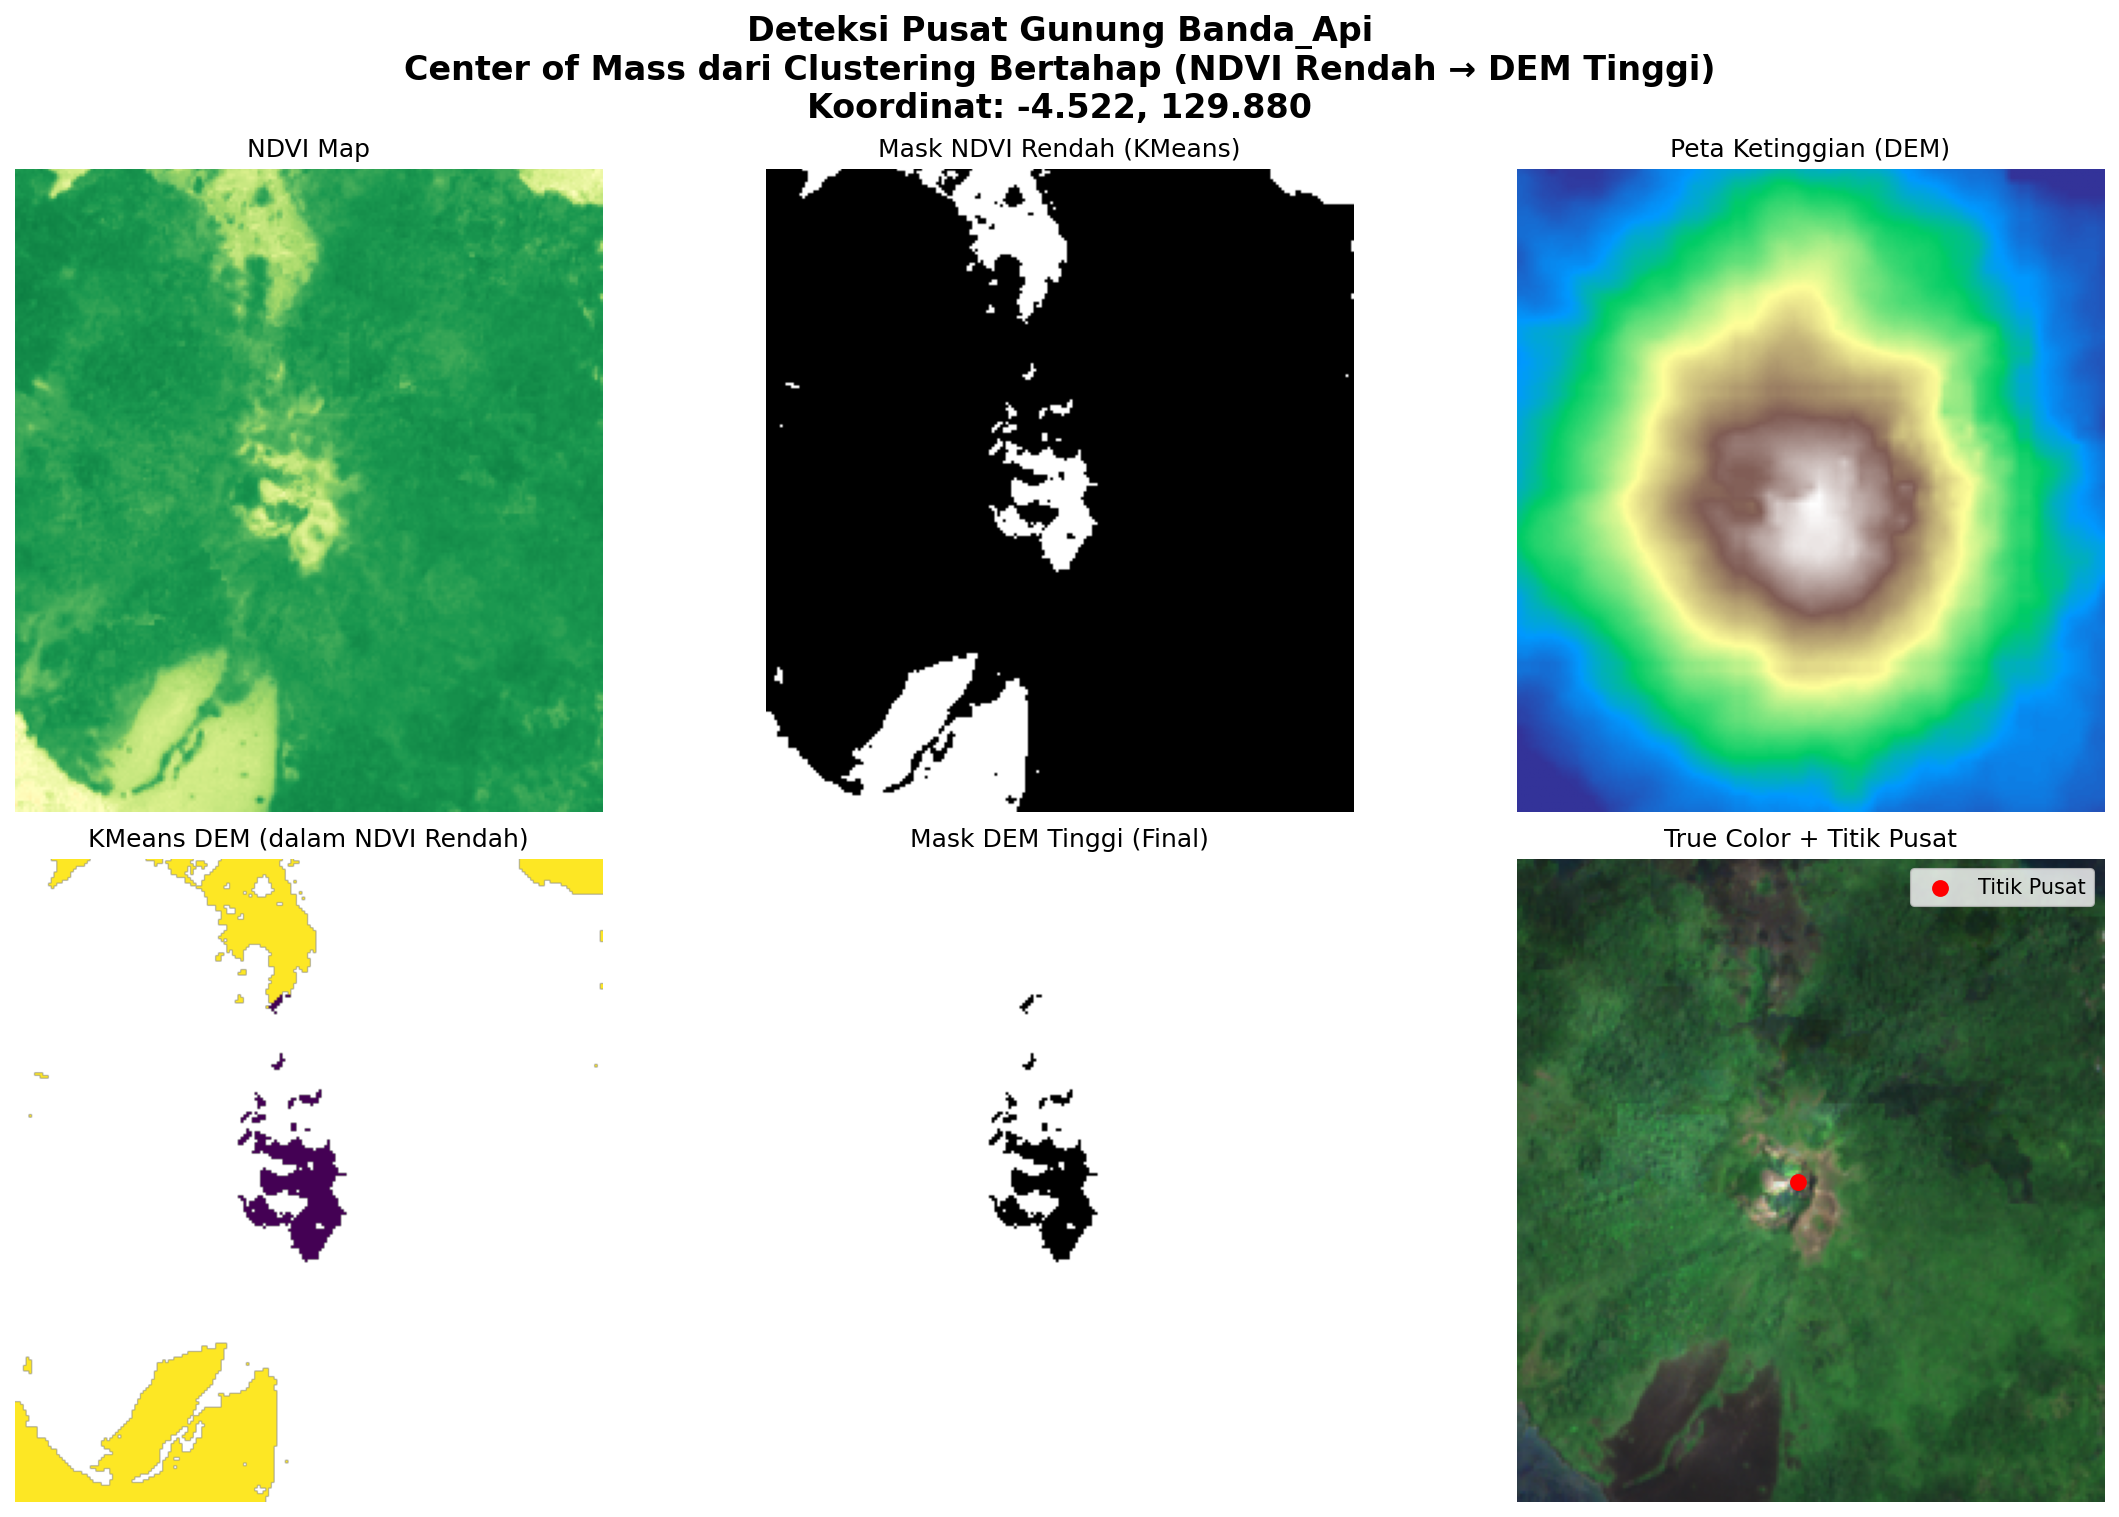 Deteksi Pusat Gunung Banda_Api
Center of Mass dari Clustering Bertahap (NDVI Rendah → DEM Tinggi)
Koordinat: -4.522, 129.880
NDVI Map
Mask NDVI Rendah (KMeans)
Peta Ketinggian (DEM)
KMeans DEM (dalam NDVI Rendah)
Mask DEM Tinggi (Final)
True Color + Titik Pusat
Titik Pusat